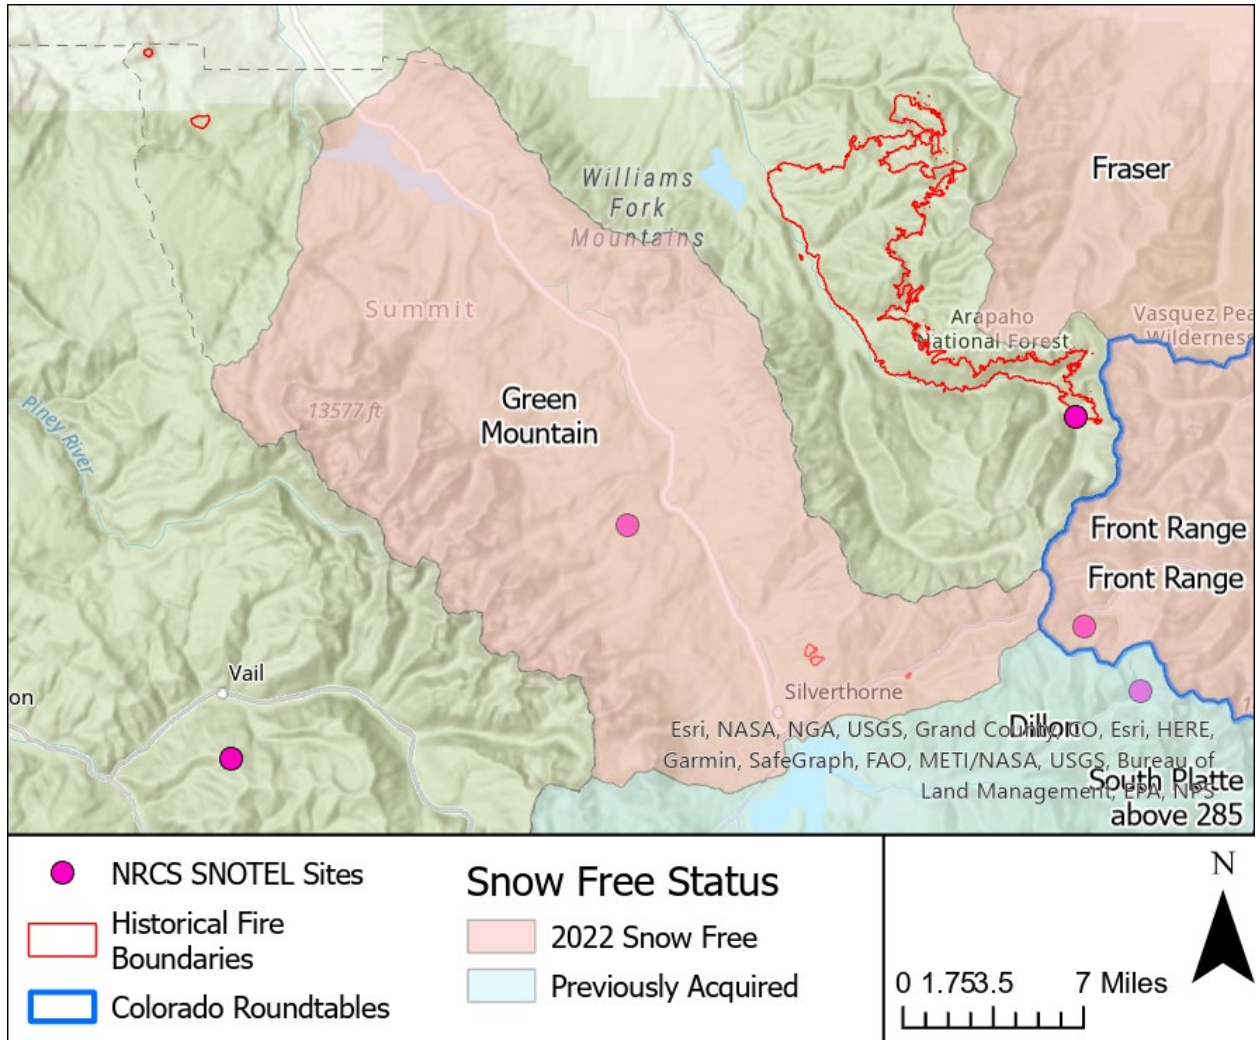 Williams
Fork
Mountains
Fraser
Summit
Arapaho
National Forest
Vasquez Pea
Wilderness
13577 ft
Green
Mountain
Piney River
Front Range
Front Range
Vail
on
Silverthorne
Dillon
Esri, NASA, NGA, USGS, Grand County, CO, Esri, HERE,
Garmin, SafeGraph, FAO, METI/NASA, USGS, Bureau of
Land Management, EPA, NPS
South Platte
above 285
NRCS SNOTEL Sites
Historical Fire
Boundaries
Colorado Roundtables
Snow Free Status
2022 Snow Free
Previously Acquired
N
0 1.75 3.5 7 Miles